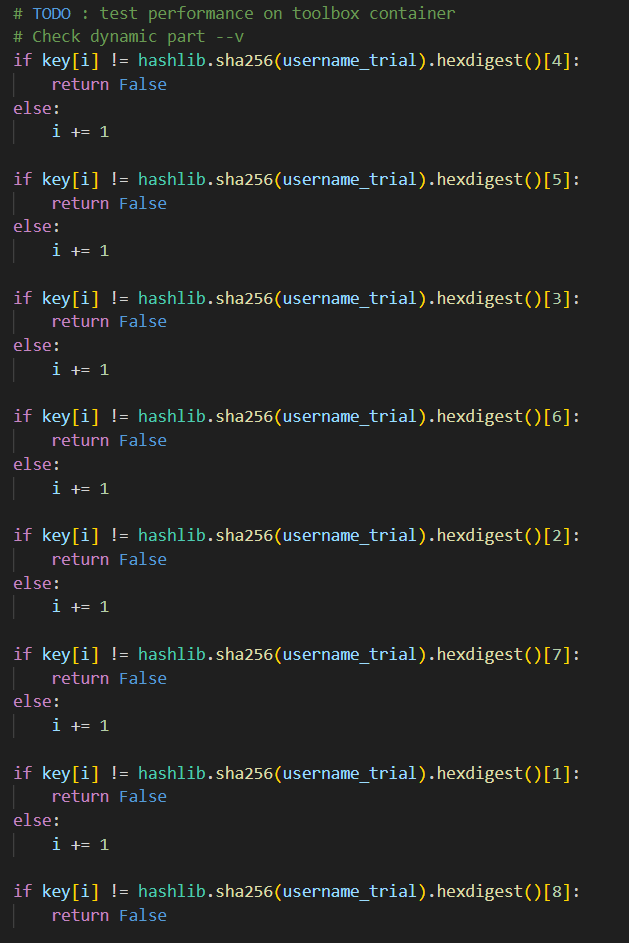 # TODO : test performance on toolbox container
# Check dynamic part --v
if key[i] != hashlib.sha256(username_trial).hexdigest()[4]:
    return False
else:
    i += 1

if key[i] != hashlib.sha256(username_trial).hexdigest()[5]:
    return False
else:
    i += 1

if key[i] != hashlib.sha256(username_trial).hexdigest()[3]:
    return False
else:
    i += 1

if key[i] != hashlib.sha256(username_trial).hexdigest()[6]:
    return False
else:
    i += 1

if key[i] != hashlib.sha256(username_trial).hexdigest()[2]:
    return False
else:
    i += 1

if key[i] != hashlib.sha256(username_trial).hexdigest()[7]:
    return False
else:
    i += 1

if key[i] != hashlib.sha256(username_trial).hexdigest()[1]:
    return False
else:
    i += 1

if key[i] != hashlib.sha256(username_trial).hexdigest()[8]:
    return False